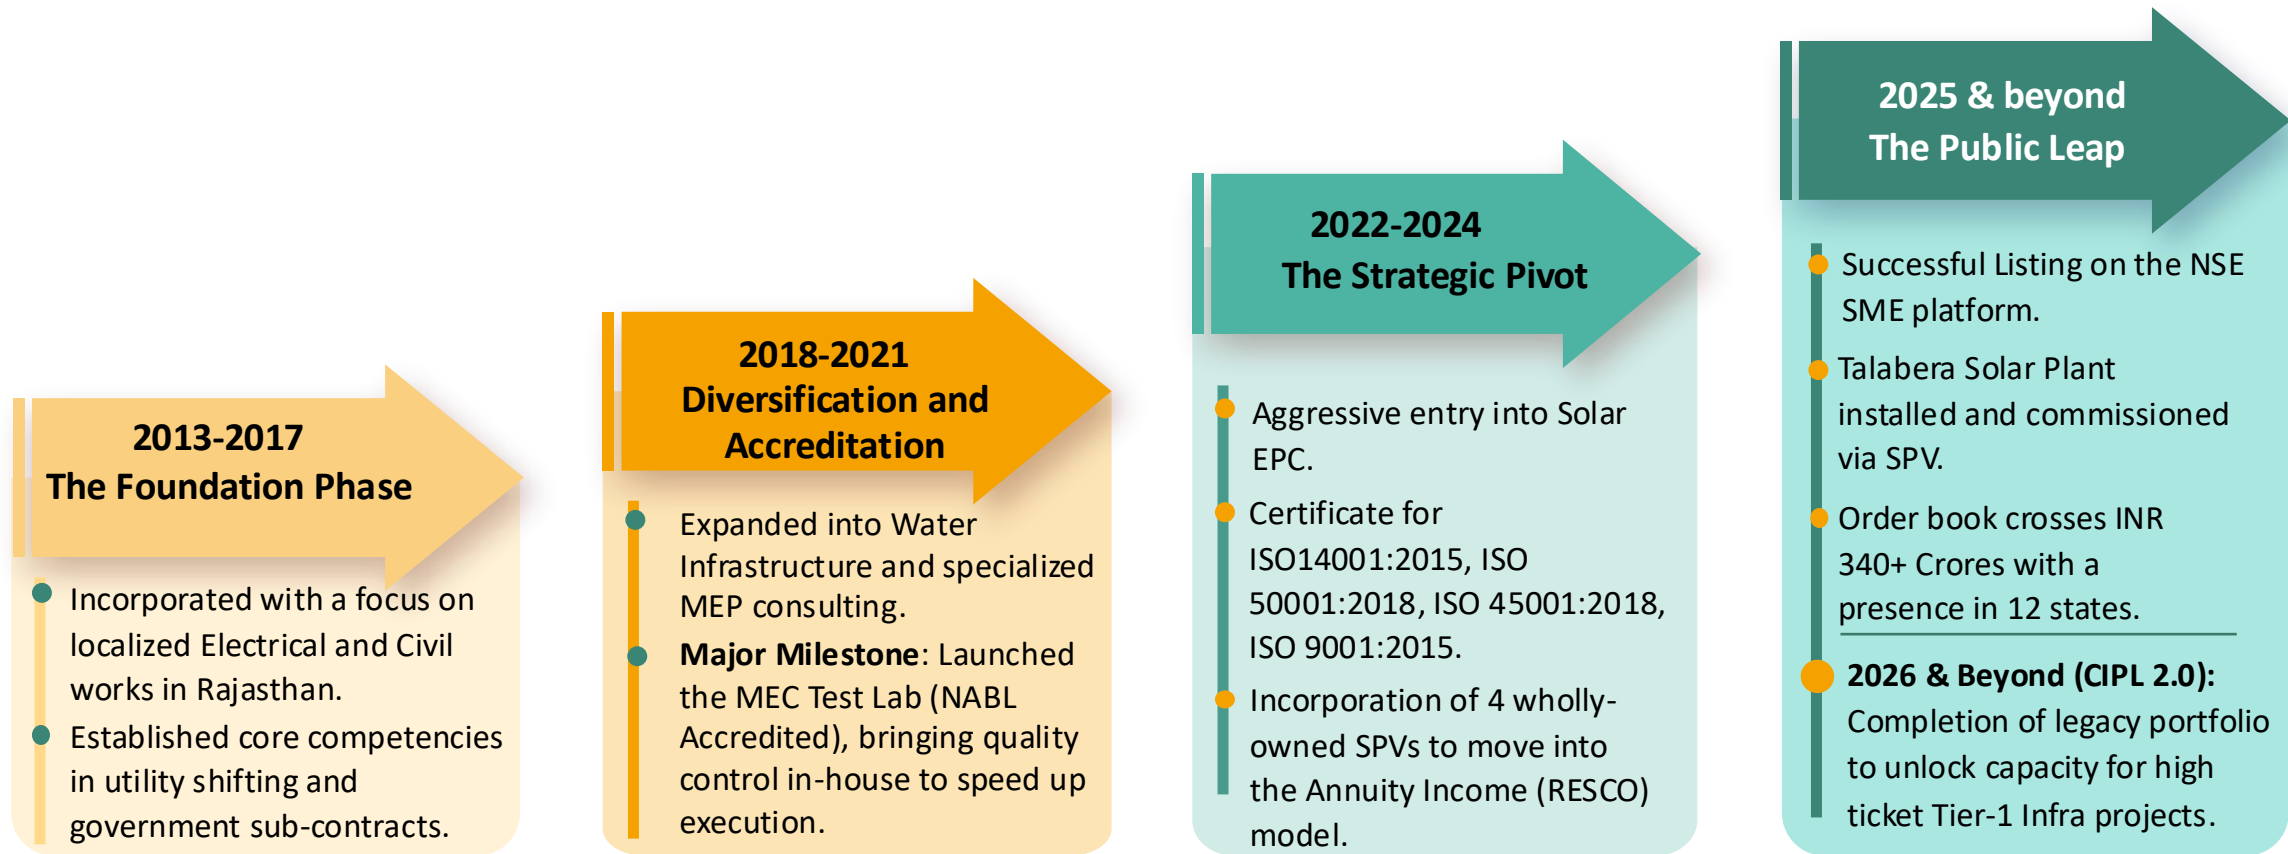 2013-2017
The Foundation Phase
Incorporated with a focus on
localized Electrical and Civil
works in Rajasthan.
Established core competencies
in utility shifting and
government sub-contracts.
2018-2021
Diversification and
Accreditation
Expanded into Water
Infrastructure and specialized
MEP consulting.
Major Milestone: Launched
the MEC Test Lab (NABL
Accredited), bringing quality
control in-house to speed up
execution.
2022-2024
The Strategic Pivot
Aggressive entry into Solar
EPC.
Certificate for
ISO14001:2015, ISO
50001:2018, ISO 45001:2018,
ISO 9001:2015.
Incorporation of 4 wholly-
owned SPVs to move into
the Annuity Income (RESCO)
model.
2025 & beyond
The Public Leap
Successful Listing on the NSE
SME platform.
Talabera Solar Plant
installed and commissioned
via SPV.
Order book crosses INR
340+ Crores with a
presence in 12 states.
2026 & Beyond (CIPL 2.0):
Completion of legacy portfolio
to unlock capacity for high
ticket Tier-1 Infra projects.